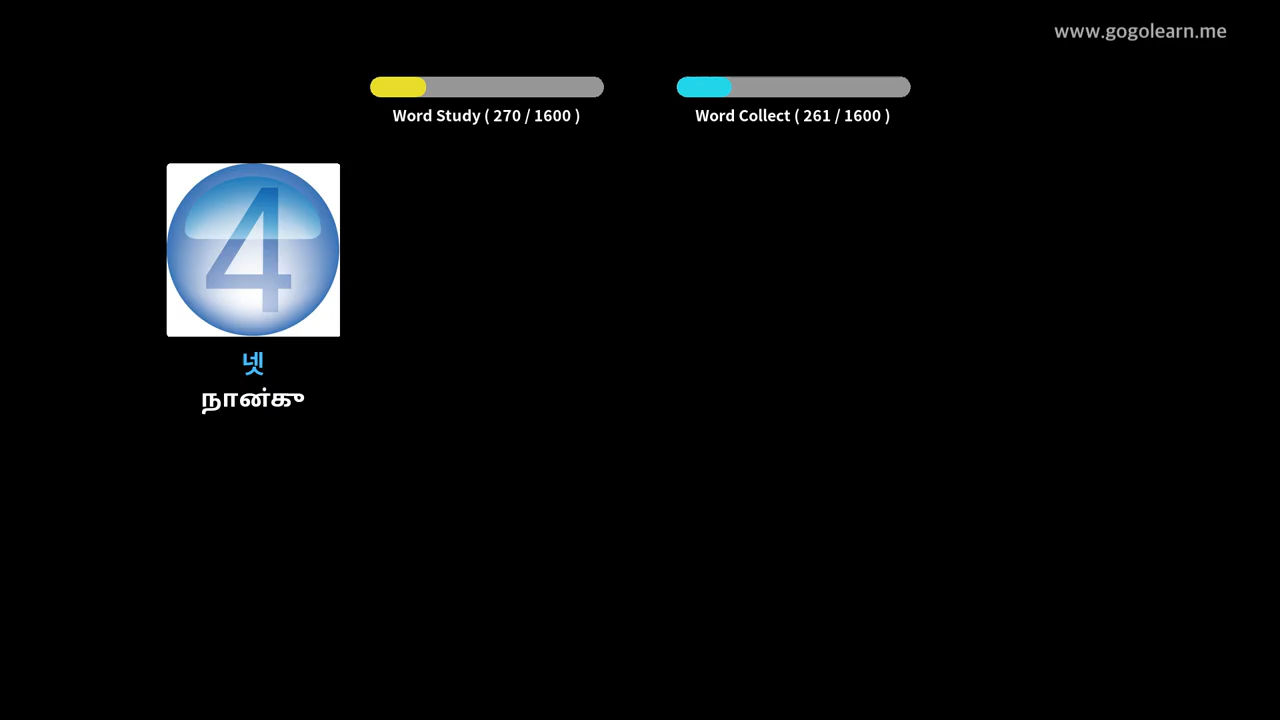 www.gogolearn.me
Word Study ( 270 / 1600 )
Word Collect ( 261 / 1600 )
4
넷
நான்கு